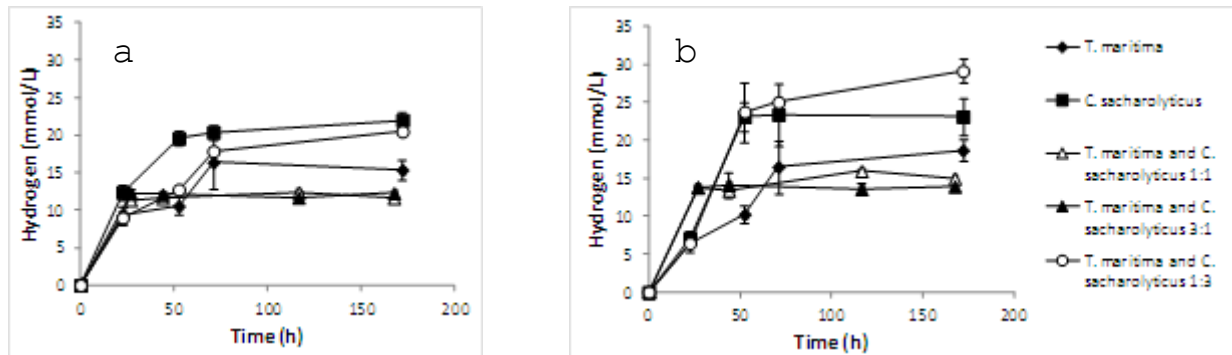 a
Hydrogen (mmol/L)
35
30
25
20
15
10
5
0
0 50 100 150 200
Time (h)
b
Hydrogen (mmol/L)
35
30
25
20
15
10
5
0
0 50 100 150 200
Time (h)
T. maritima
C. sacharolyticus
T. maritima and C.
sacharolyticus 1:1
T. maritima and C.
sacharolyticus 3:1
T. maritima and C.
sacharolyticus 1:3